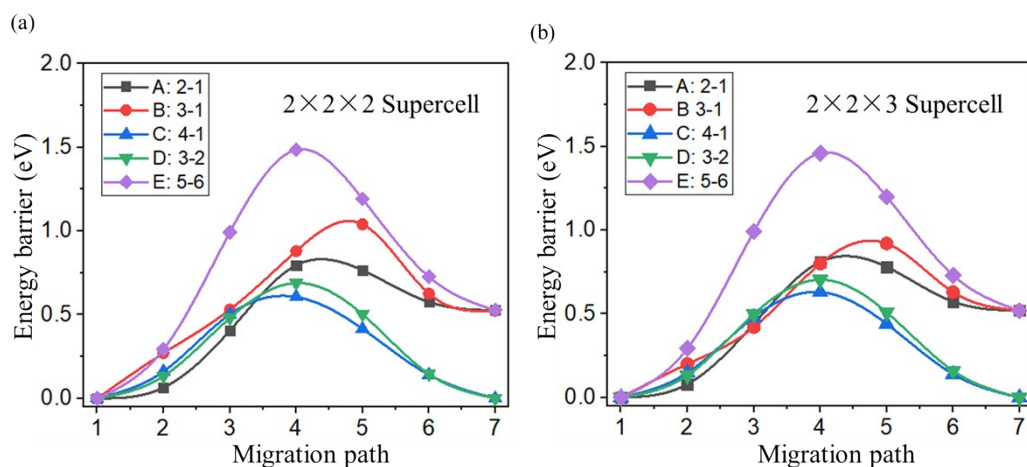 (a)
Energy barrier (eV)
2.0
1.5
1.0
0.5
0.0
A: 2-1
B: 3-1
C: 4-1
D: 3-2
E: 5-6
2×2×2 Supercell
1 2 3 4 5 6 7
Migration path
(b)
Energy barrier (eV)
2.0
1.5
1.0
0.5
0.0
A: 2-1
B 3-1
C: 4-1
D: 3-2
E: 5-6
2×2×3 Supercell
1 2 3 4 5 6 7
Migration path